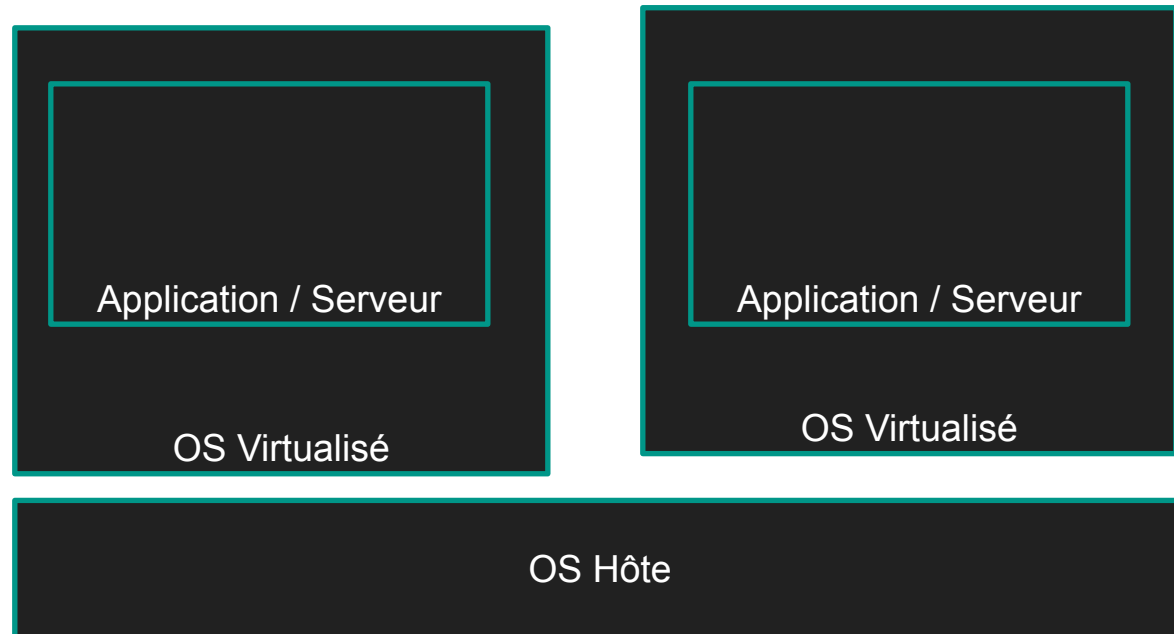 Application / Serveur
OS Virtualisé
Application / Serveur
OS Virtualisé
OS Hôte